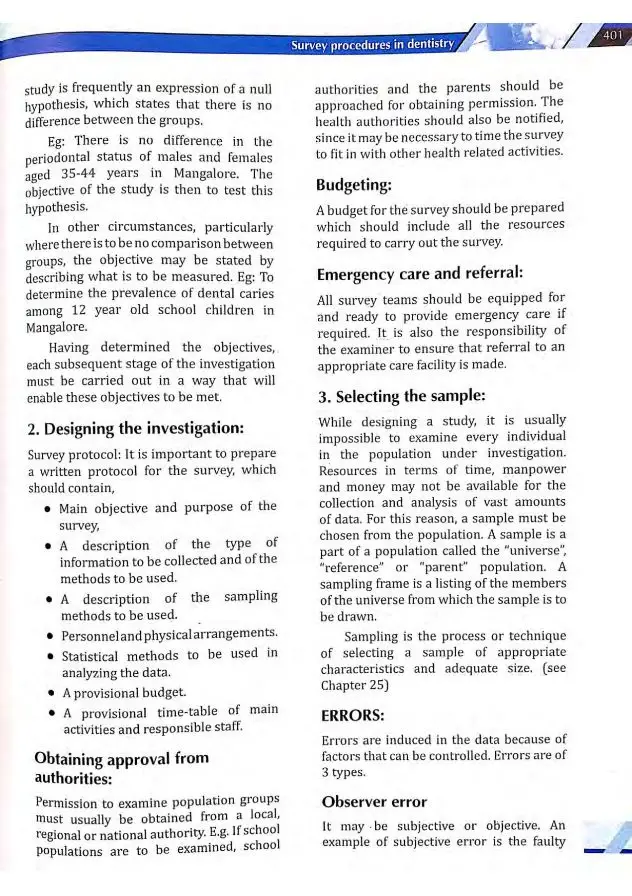 Survey procedures in dentistry
401
study is frequently an expression of a null
hypothesis, which states that there is no
difference between the groups.
Eg: There is no difference in the
periodontal status of males and females
aged 35-44 years in Mangalore. The
objective of the study is then to test this
hypothesis.
In other circumstances, particularly
where there is to be no comparison between
groups, the objective may be stated by
describing what is to be measured. Eg: To
determine the prevalence of dental caries
among 12 year old school children in
Mangalore.
Having determined the objectives,
each subsequent stage of the investigation
must be carried out in a way that will
enable these objectives to be met.
2. Designing the investigation:
Survey protocol: It is important to prepare
a written protocol for the survey, which
should contain,
• Main objective and purpose of the
survey,
• A description of the type of
information to be collected and of the
methods to be used.
• A description of the sampling
methods to be used.
• Personnel and physical arrangements.
• Statistical methods to be used in
analyzing the data.
• A provisional budget.
• A provisional time-table of main
activities and responsible staff.
Obtaining approval from
authorities:
Permission to examine population groups
must usually be obtained from a local,
regional or national authority. E.g. If school
populations are to be examined, school
authorities and the parents should be
approached for obtaining permission. The
health authorities should also be notified,
since it may be necessary to time the survey
to fit in with other health related activities.
Budgeting:
A budget for the survey should be prepared
which should include all the resources
required to carry out the survey.
Emergency care and referral:
All survey teams should be equipped for
and ready to provide emergency care if
required. It is also the responsibility of
the examiner to ensure that referral to an
appropriate care facility is made.
3. Selecting the sample:
While designing a study, it is usually
impossible to examine every individual
in the population under investigation.
Resources in terms of time, manpower
and money may not be available for the
collection and analysis of vast amounts
of data. For this reason, a sample must be
chosen from the population. A sample is a
part of a population called the "universe",
"reference" or "parent" population. A
sampling frame is a listing of the members
of the universe from which the sample is to
be drawn.
Sampling is the process or technique
of selecting a sample of appropriate
characteristics and adequate size. (see
Chapter 25)
ERRORS:
Errors are induced in the data because of
factors that can be controlled. Errors are of
3 types.
Observer error
It may be subjective or objective. An
example of subjective error is the faulty